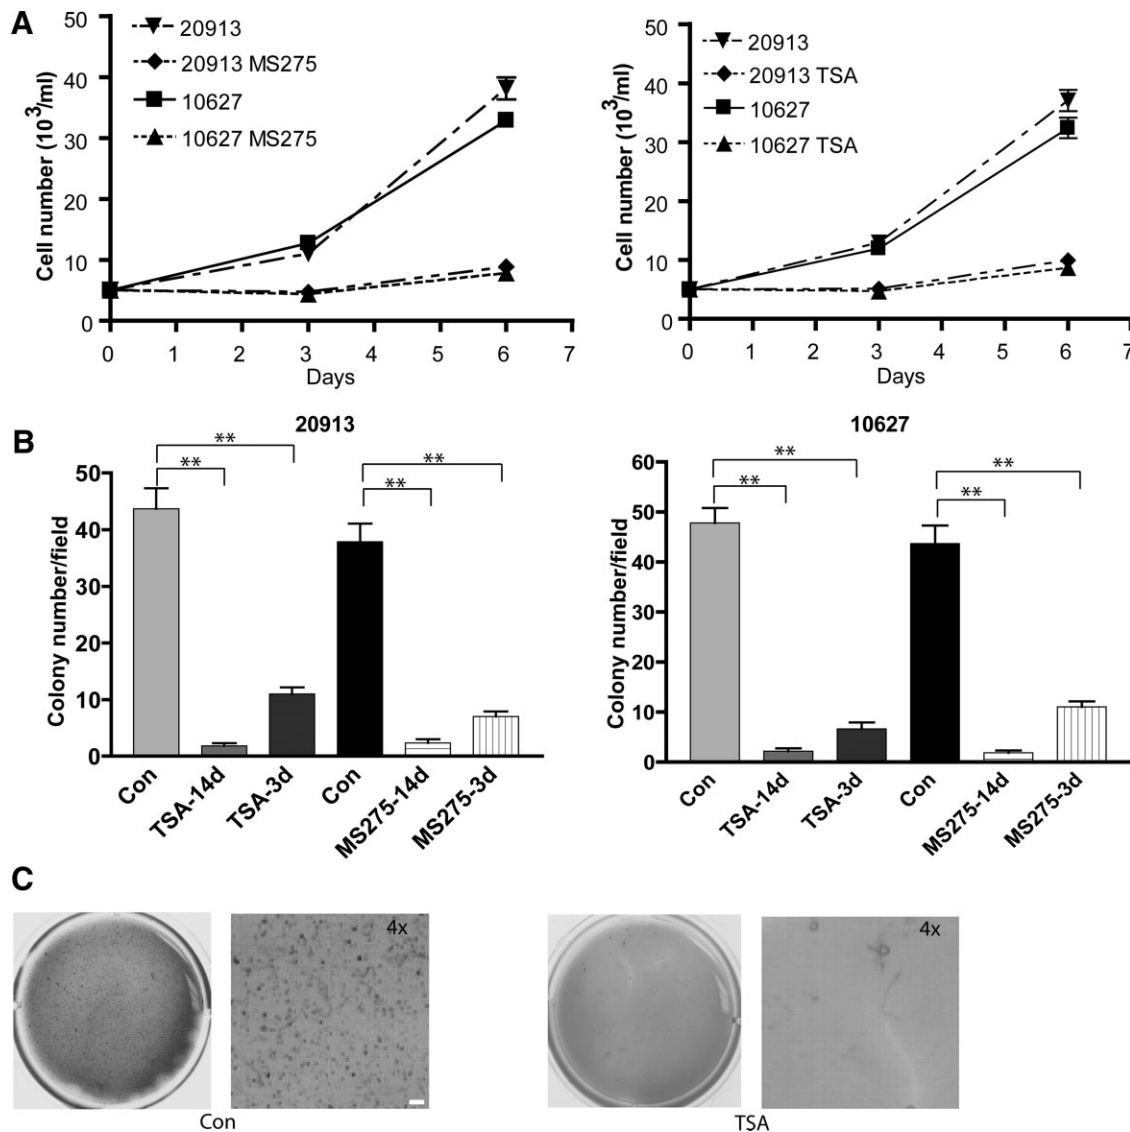 A
50
40
30
20
10
0
Cell number (10³/ml)
20913
20913 MS275
10627
10627 MS275
0 1 2 3 4 5 6 7
Days
50
40
30
20
10
0
Cell number (10³/ml)
20913
20913 TSA
10627
10627 TSA
0 1 2 3 4 5 6 7
Days
B
20913
50
40
30
20
10
0
Colony number/field
**
**
**
**
Con
TSA-14d
TSA-3d
Con
MS275-14d
MS275-3d
10627
60
50
40
30
20
10
0
Colony number/field
**
**
**
**
Con
TSA-14d
TSA-3d
Con
MS275-14d
MS275-3d
C
4x
4x
Con
TSA